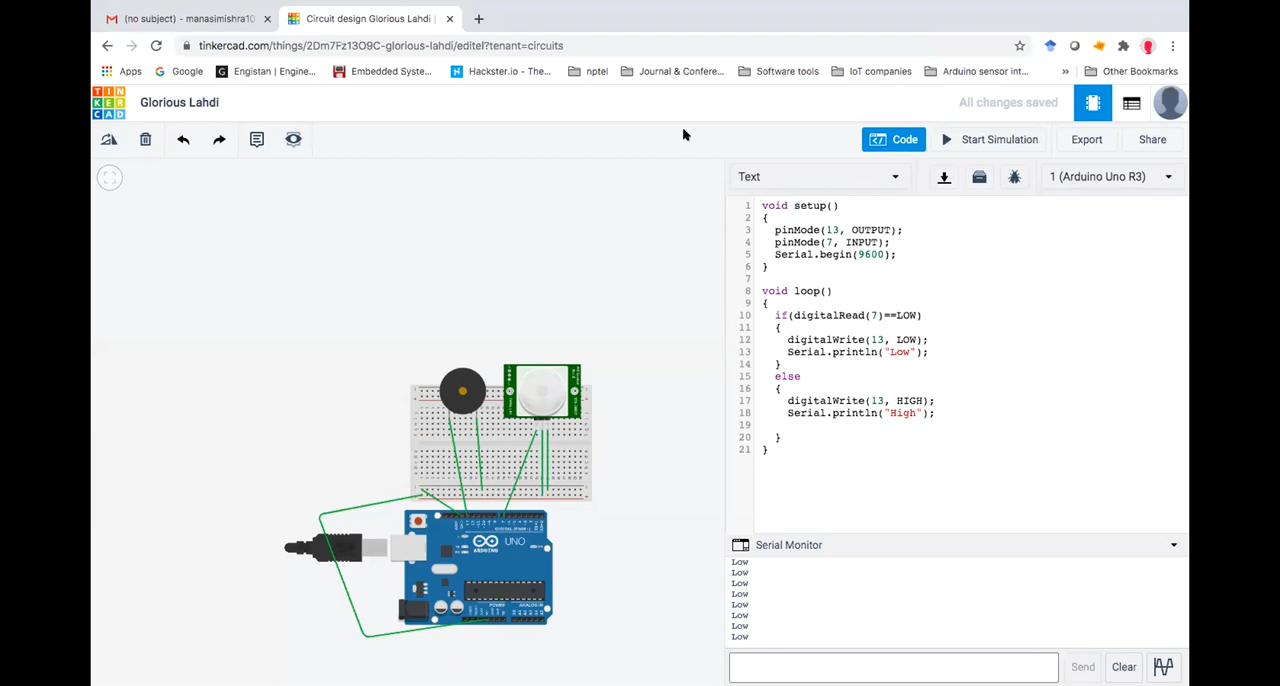 (no subject) - manasimishra10
Circuit design Glorious Lahdi |
tinkercad.com/things/2Dm7Fz13O9C-glorious-lahdi/editel?tenant=circuits
Apps Google Engistan | Engine... Embedded Syste... Hackster.io - The... nptel Journal & Confere... Software tools IoT companies Arduino sensor int... » Other Bookmarks
TIN
KER
CAD
Glorious Lahdi
All changes saved
Code Start Simulation Export Share
Text
1 (Arduino Uno R3)
1 void setup()
2 {
3 pinMode(13, OUTPUT);
4 pinMode(7, INPUT);
5 Serial.begin(9600);
6 }
7
8 void loop()
9 {
10 if(digitalRead(7)==LOW)
11 {
12 digitalWrite(13, LOW);
13 Serial.println("Low");
14 }
15 else
16 {
17 digitalWrite(13, HIGH);
18 Serial.println("High");
19
20 }
21 }
UNO
ARDUINO
POWER
Serial Monitor
Low
Low
Low
Low
Low
Low
Low
Low
Send Clear